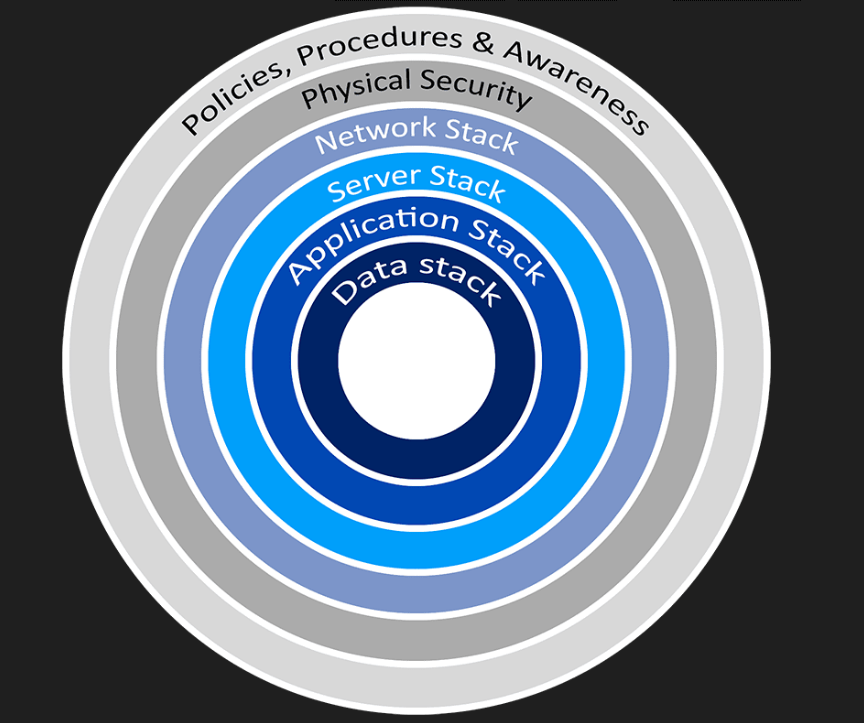 Policies, Procedures & Awareness
Physical Security
Network Stack
Server Stack
Application Stack
Data stack